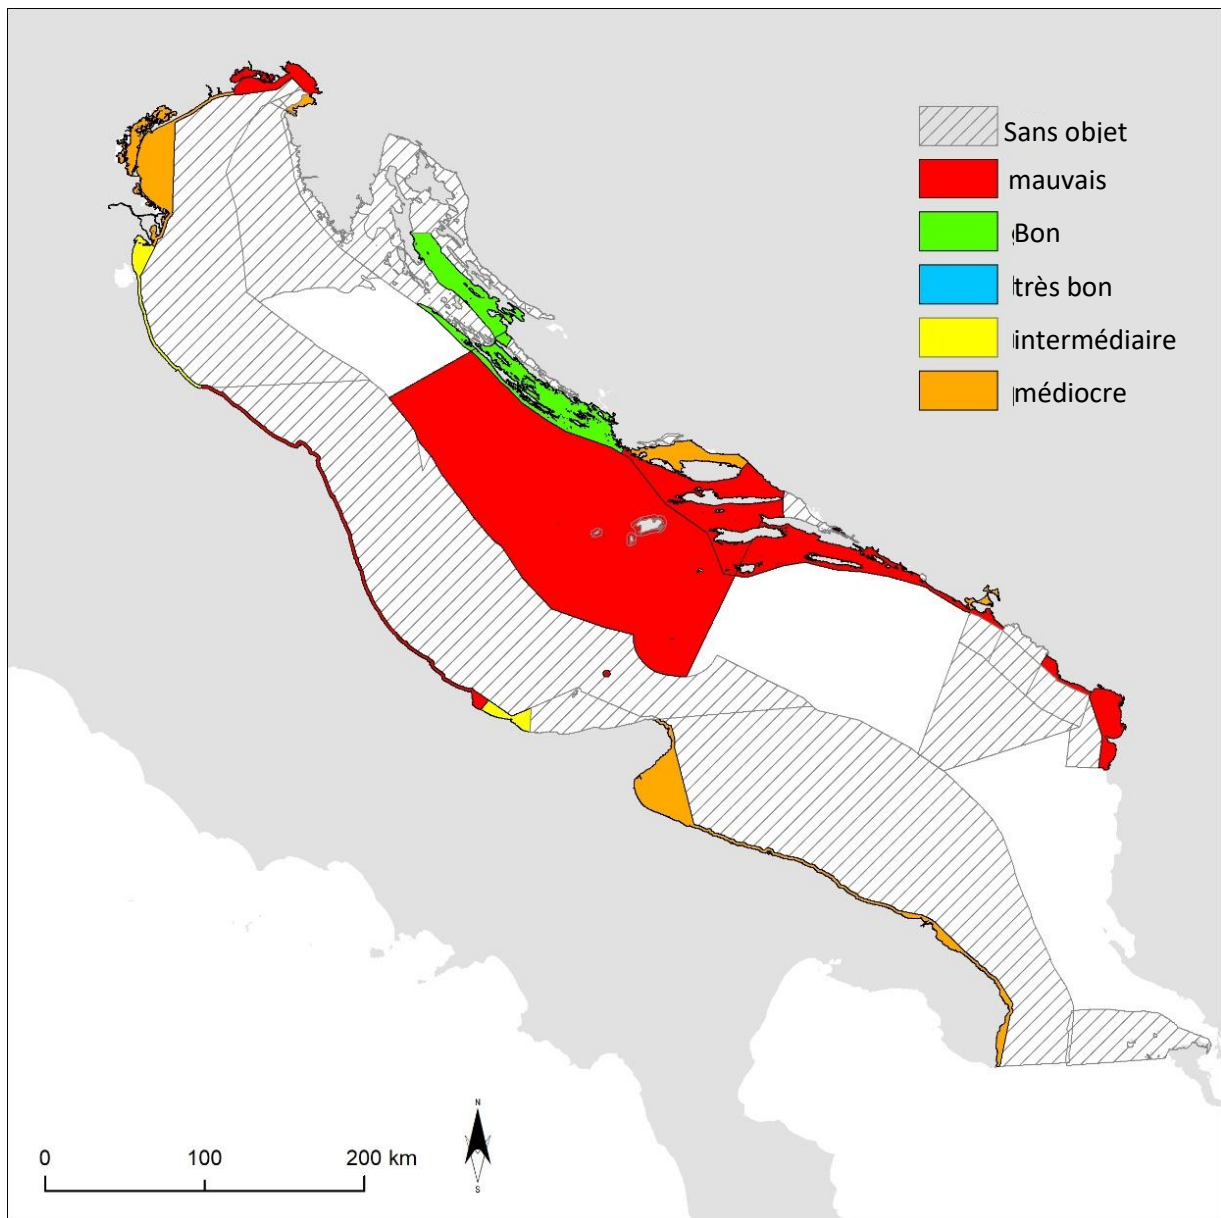 Sans objet
mauvais
Bon
très bon
intermédiaire
médiocre
N
S
0 100 200 km